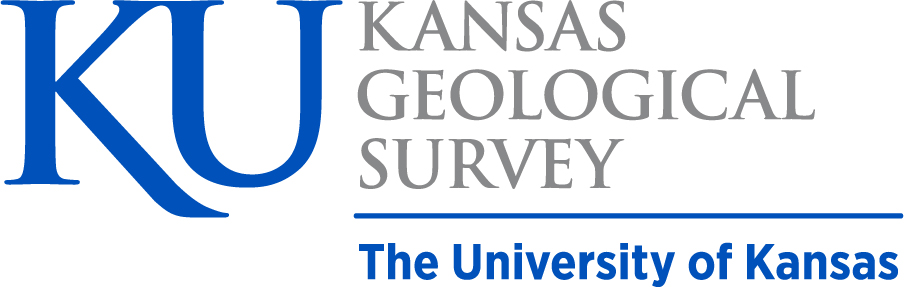 KU
KANSAS
GEOLOGICAL
SURVEY
The University of Kansas